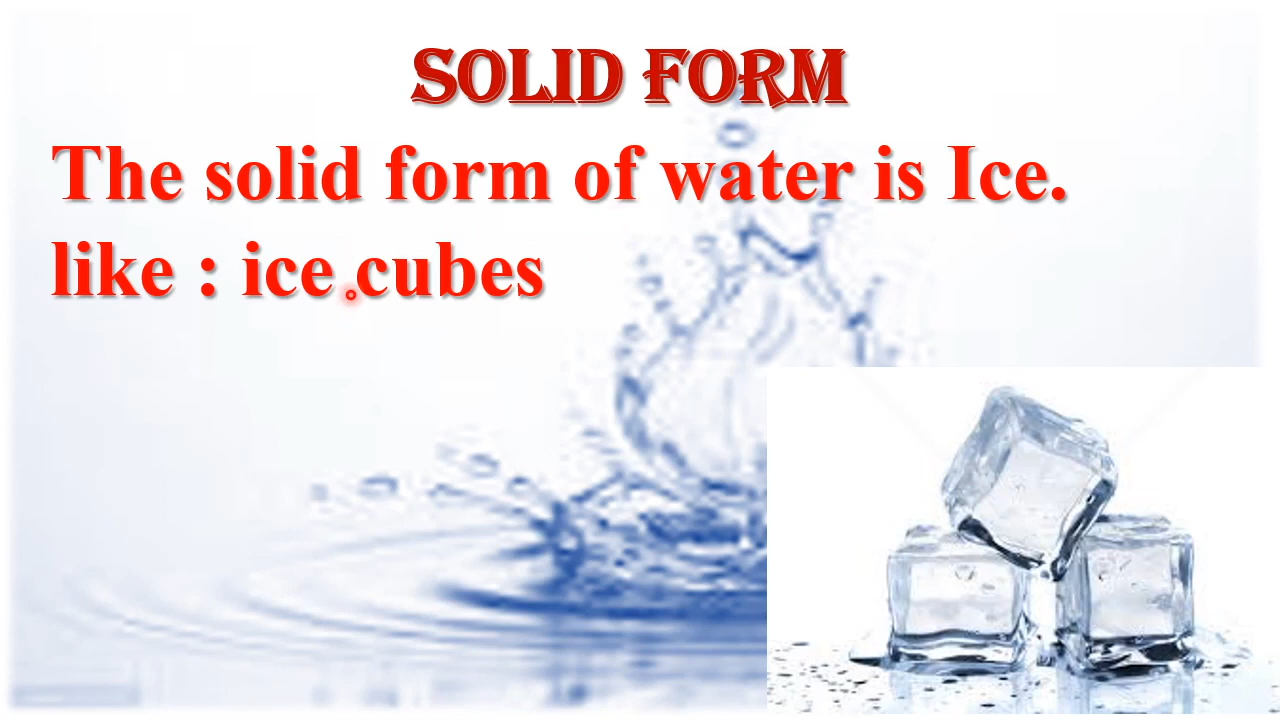 SOLID FORM
The solid form of water is Ice.
like : ice cubes